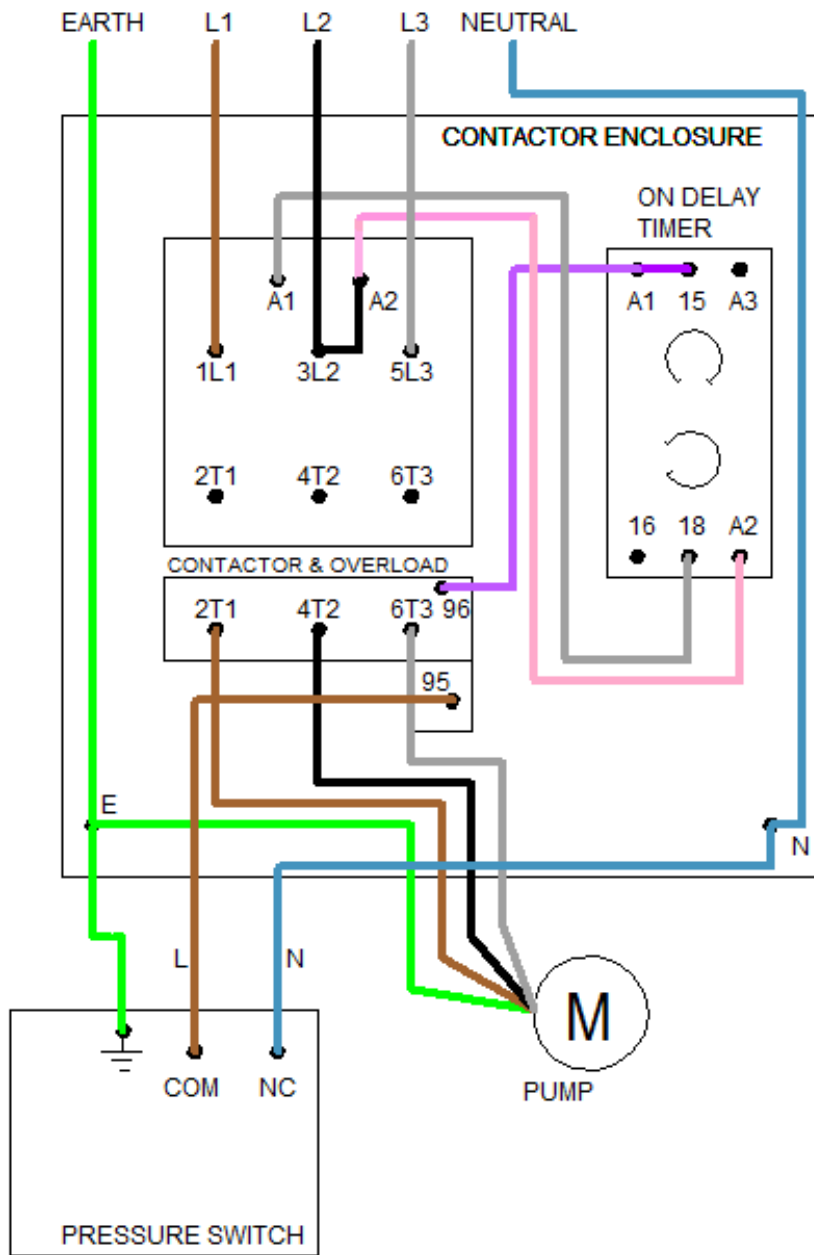 EARTH L1 L2 L3 NEUTRAL
CONTACTOR ENCLOSURE
ON DELAY
TIMER
A1 A2
A1 15 A3
1L1 3L2 5L3
2T1 4T2 6T3
16 18 A2
CONTACTOR & OVERLOAD
2T1 4T2 6T3 96
95
E
N
L N
M
COM NC
PUMP
PRESSURE SWITCH